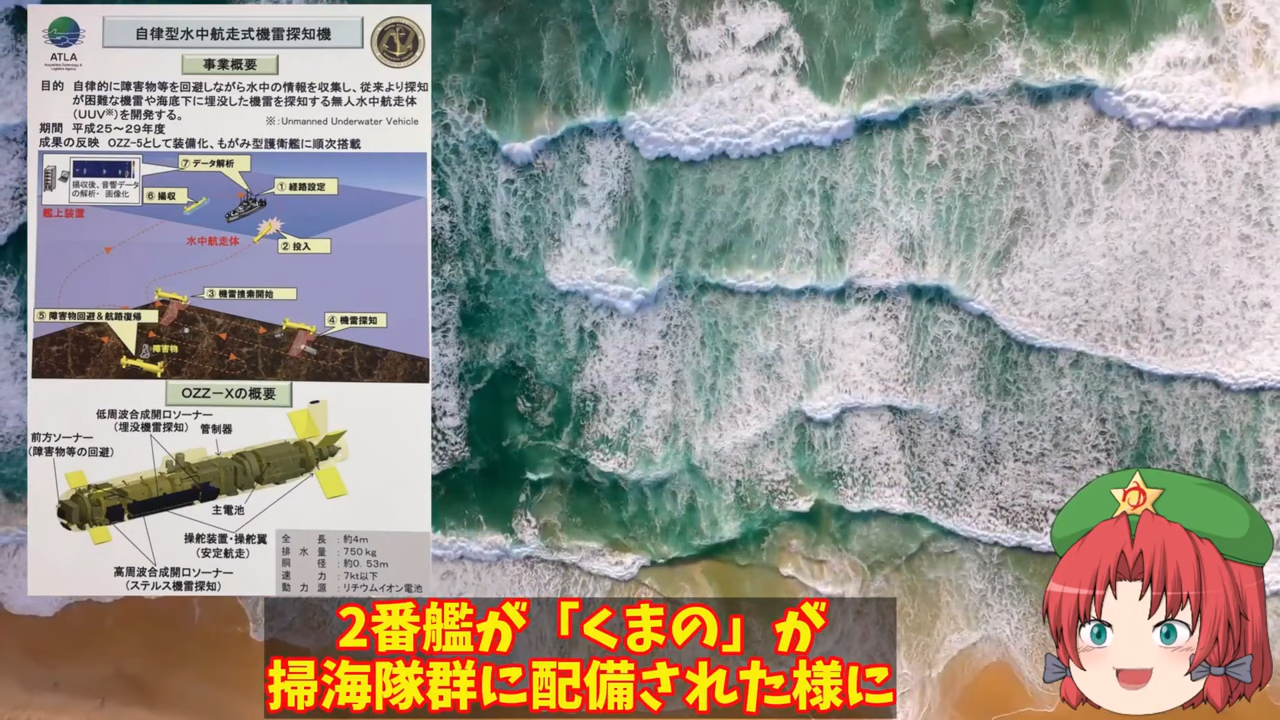 自律型水中航走式機雷探知機
ATLA
事業概要
目的 自律的に障害物等を回避しながら水中の情報を収集し、従来より探知
が困難な機雷や海底下に埋没した機雷を探知する無人水中航走体
(UUV※)を開発する。
※:Unmanned Underwater Vehicle
期間 平成25~29年度
成果の反映 OZZ-5として装備化、もがみ型護衛艦に順次搭載
⑦データ解析
揚収後、音響データ
の解析・画像化
艦上装置
⑥揚収
①経路設定
水中航走体
②投入
③機雷捜索開始
⑤障害物回避&航路復帰
④機雷探知
障害物
OZZ-Xの概要
低周波合成開口ソーナー
(埋没機雷探知)
管制器
前方ソーナー
(障害物等の回避)
主電池
操舵装置・操舵翼
(安定航走)
高周波合成開口ソーナー
(ステルス機雷探知)
全長:約4m
排水量:750kg
胴径:約0.53m
速力:7kt以下
動力源:リチウムイオン電池
2番艦が「くまの」が
掃海隊群に配備された様に